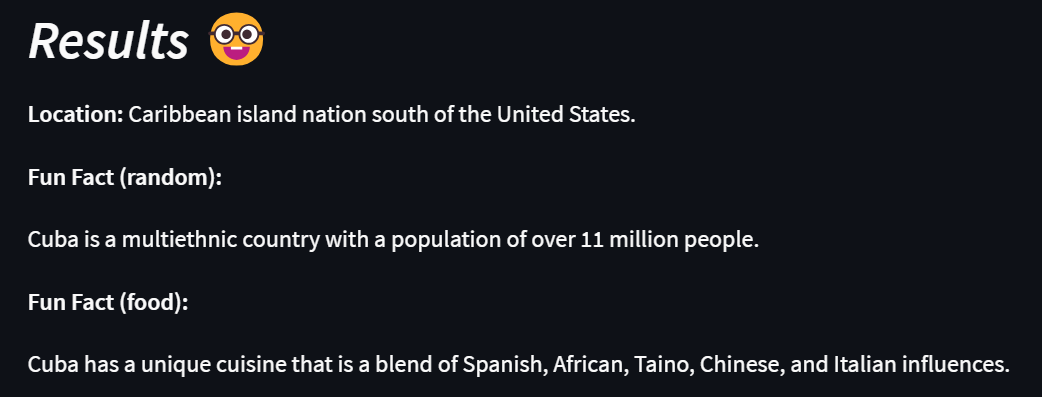 Results 🤓
Location: Caribbean island nation south of the United States.
Fun Fact (random):
Cuba is a multiethnic country with a population of over 11 million people.
Fun Fact (food):
Cuba has a unique cuisine that is a blend of Spanish, African, Taino, Chinese, and Italian influences.